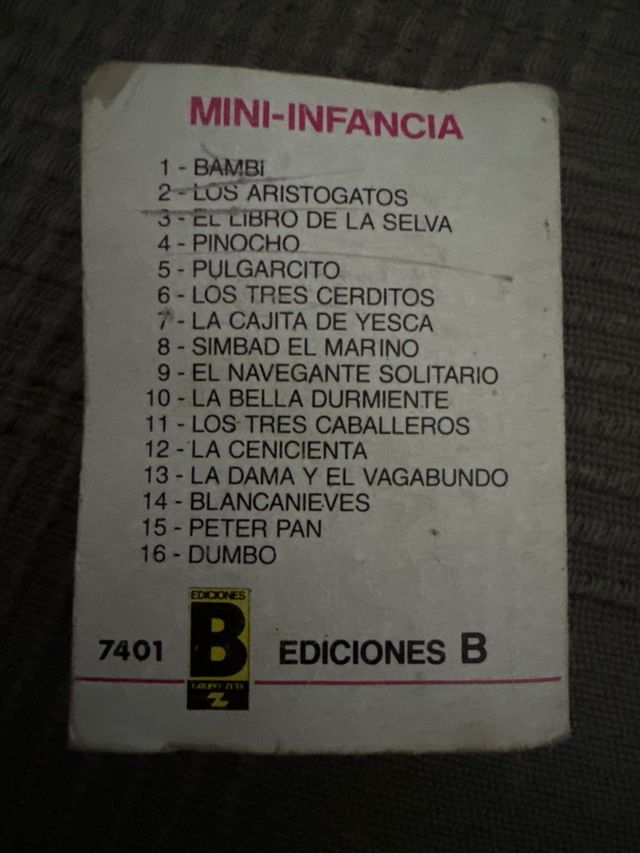 MINI-INFANCIA
1 - BAMBI
2 - LOS ARISTOGATOS
3 - EL LIBRO DE LA SELVA
4 - PINOCHO
5 - PULGARCITO
6 - LOS TRES CERDITOS
7 - LA CAJITA DE YESCA
8 - SIMBAD EL MARINO
9 - EL NAVEGANTE SOLITARIO
10 - LA BELLA DURMIENTE
11 - LOS TRES CABALLEROS
12 - LA CENICIENTA
13 - LA DAMA Y EL VAGABUNDO
14 - BLANCANIEVES
15 - PETER PAN
16 - DUMBO
EDICIONES
B
7401
EDICIONES B
GRUPO ZETA
Z